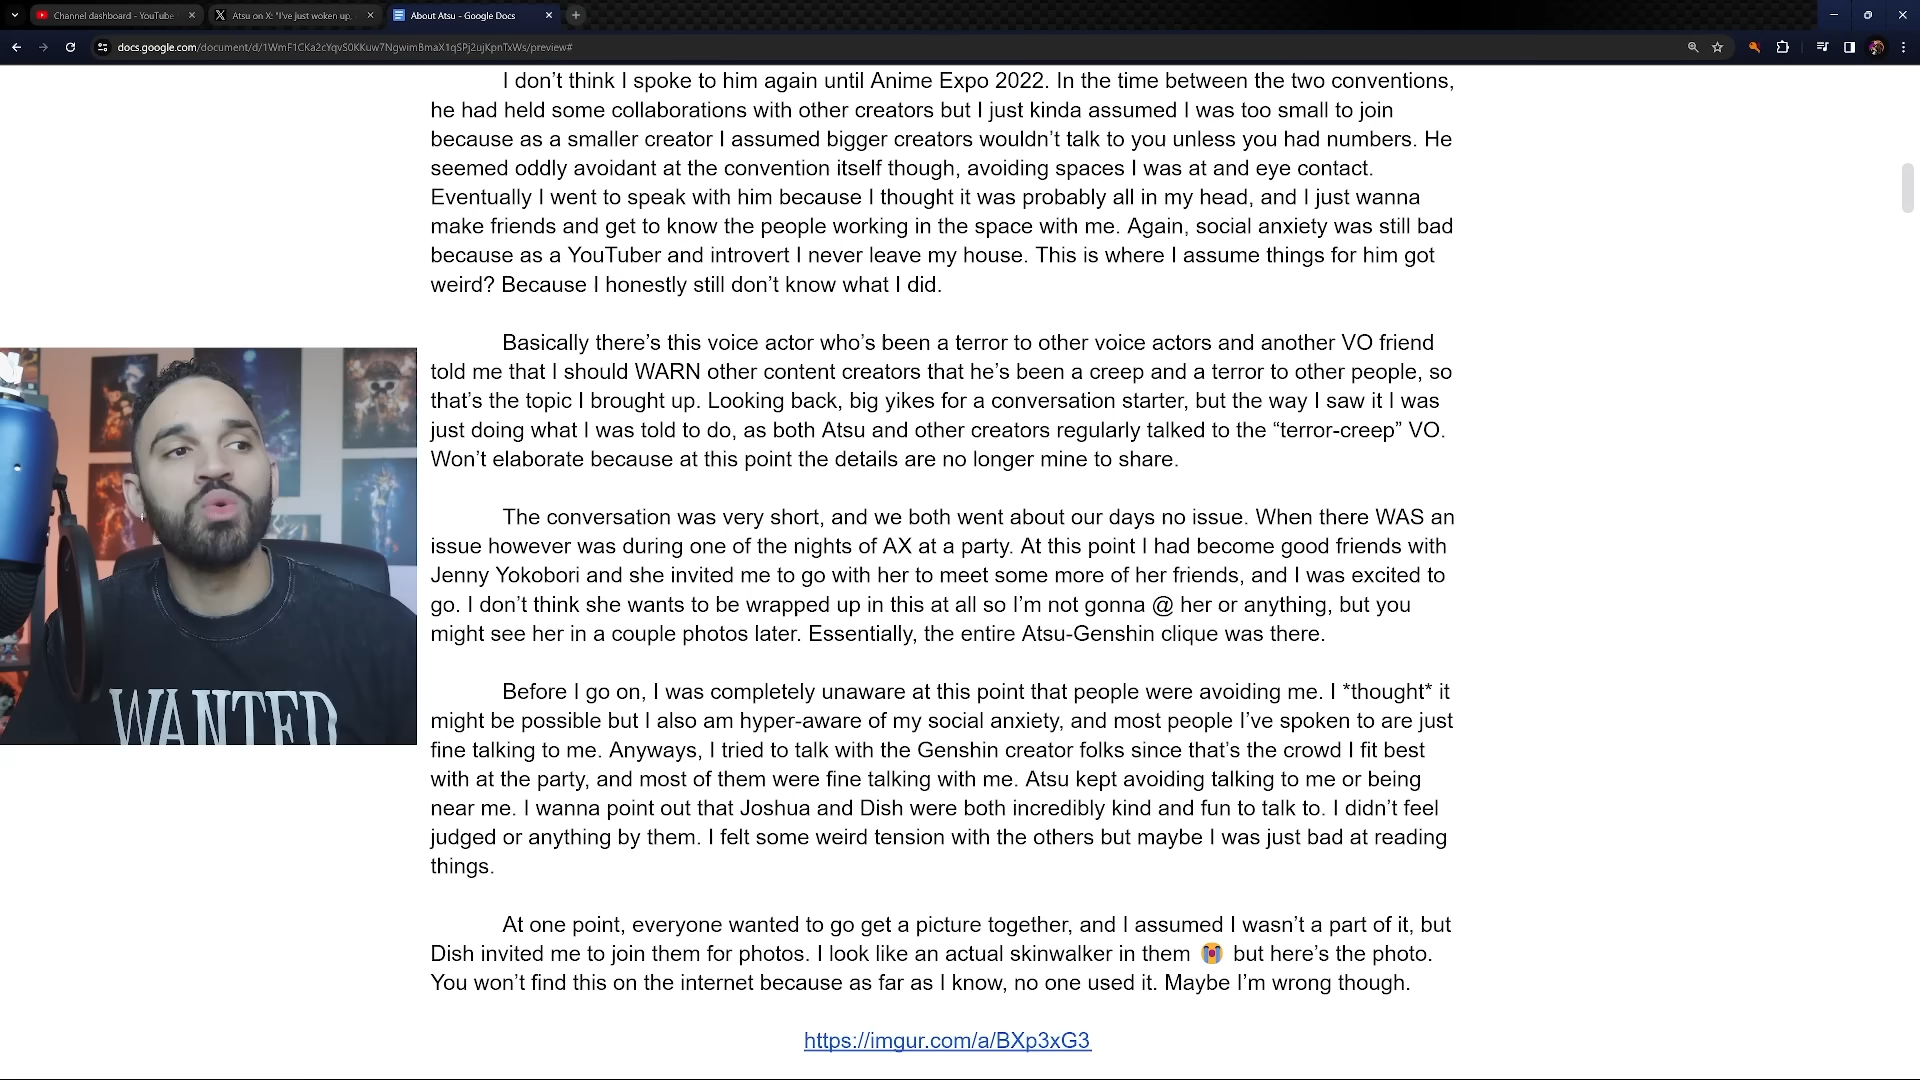 Channel dashboard - YouTube
Atsu on X: "I've just woken up,
About Atsu - Google Docs
docs.google.com/document/d/1WmF1CKa2cYqvS0KKuw7NgwimBmaX1qSPj2ujKpnTxWs/preview#
I don’t think I spoke to him again until Anime Expo 2022. In the time between the two conventions,
he had held some collaborations with other creators but I just kinda assumed I was too small to join
because as a smaller creator I assumed bigger creators wouldn’t talk to you unless you had numbers. He
seemed oddly avoidant at the convention itself though, avoiding spaces I was at and eye contact.
Eventually I went to speak with him because I thought it was probably all in my head, and I just wanna
make friends and get to know the people working in the space with me. Again, social anxiety was still bad
because as a YouTuber and introvert I never leave my house. This is where I assume things for him got
weird? Because I honestly still don’t know what I did.
Basically there’s this voice actor who’s been a terror to other voice actors and another VO friend
told me that I should WARN other content creators that he’s been a creep and a terror to other people, so
that’s the topic I brought up. Looking back, big yikes for a conversation starter, but the way I saw it I was
just doing what I was told to do, as both Atsu and other creators regularly talked to the “terror-creep” VO.
Won’t elaborate because at this point the details are no longer mine to share.
The conversation was very short, and we both went about our days no issue. When there WAS an
issue however was during one of the nights of AX at a party. At this point I had become good friends with
Jenny Yokobori and she invited me to go with her to meet some more of her friends, and I was excited to
go. I don’t think she wants to be wrapped up in this at all so I’m not gonna @ her or anything, but you
might see her in a couple photos later. Essentially, the entire Atsu-Genshin clique was there.
Before I go on, I was completely unaware at this point that people were avoiding me. I *thought* it
might be possible but I also am hyper-aware of my social anxiety, and most people I’ve spoken to are just
fine talking to me. Anyways, I tried to talk with the Genshin creator folks since that’s the crowd I fit best
with at the party, and most of them were fine talking with me. Atsu kept avoiding talking to me or being
near me. I wanna point out that Joshua and Dish were both incredibly kind and fun to talk to. I didn’t feel
judged or anything by them. I felt some weird tension with the others but maybe I was just bad at reading
things.
At one point, everyone wanted to go get a picture together, and I assumed I wasn’t a part of it, but
Dish invited me to join them for photos. I look like an actual skinwalker in them 😭 but here’s the photo.
You won’t find this on the internet because as far as I know, no one used it. Maybe I’m wrong though.
https://imgur.com/a/BXp3xG3
WANTED